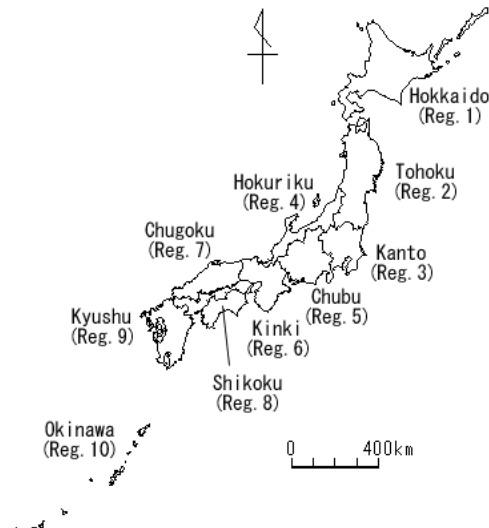 Hokkaido
(Reg. 1)
Tohoku
(Reg. 2)
Hokuriku
(Reg. 4)
Chugoku
(Reg. 7)
Kanto
(Reg. 3)
Chubu
(Reg. 5)
Kyushu
(Reg. 9)
Kinki
(Reg. 6)
Shikoku
(Reg. 8)
Okinawa
(Reg. 10)
0 400km